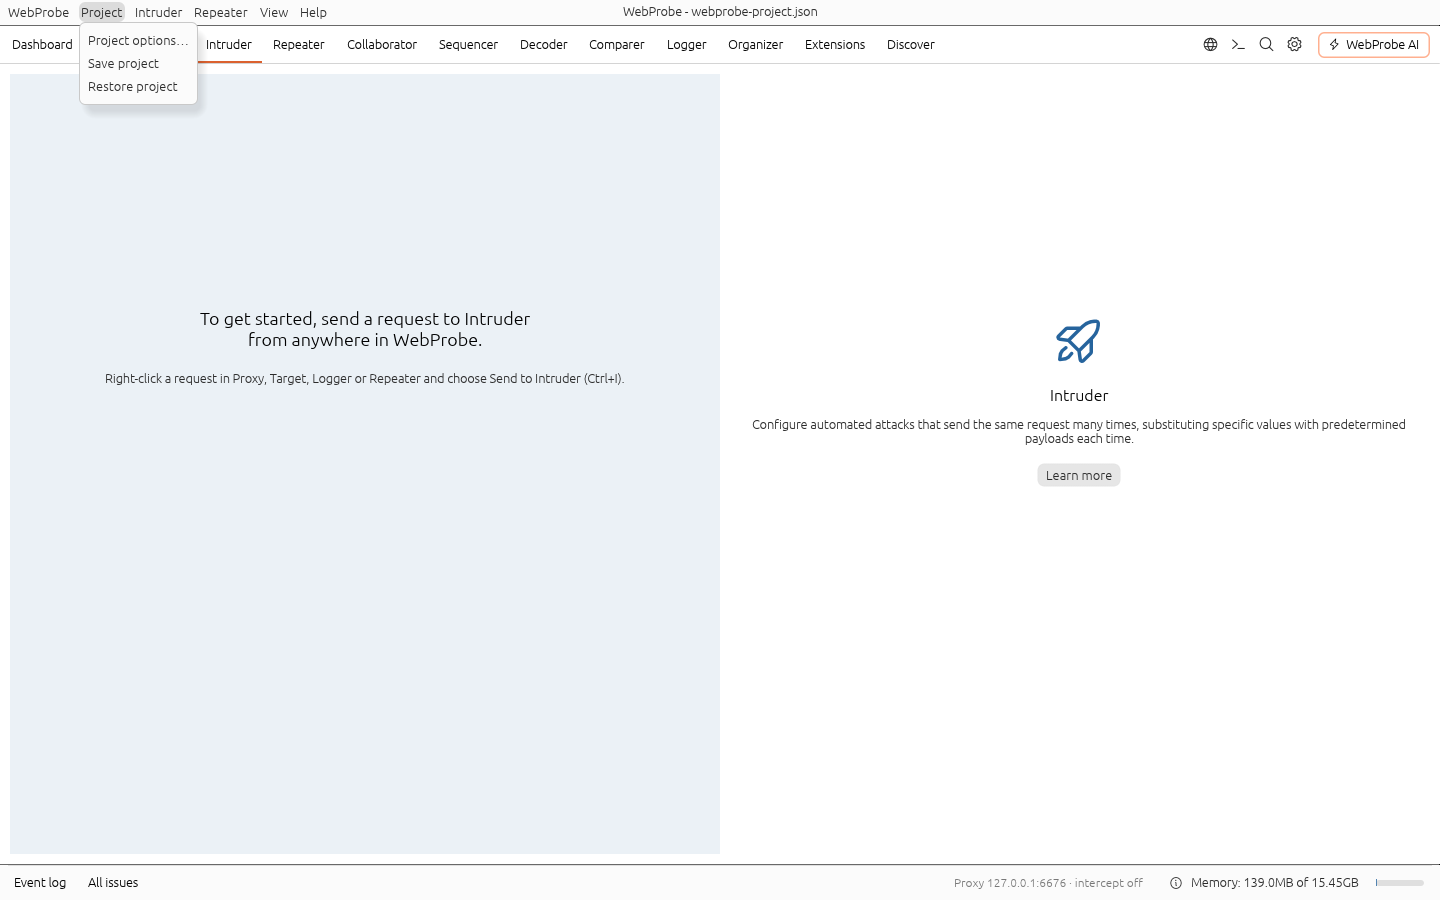 WebProbe Project Intruder Repeater View Help WebProbe - webprobe-project.json
Dashboard Intruder Repeater Collaborator Sequencer Decoder Comparer Logger Organizer Extensions Discover WebProbe AI
Project options...
Save project
Restore project
To get started, send a request to Intruder
from anywhere in WebProbe.
Right-click a request in Proxy, Target, Logger or Repeater and choose Send to Intruder (Ctrl+I).
Intruder
Configure automated attacks that send the same request many times, substituting specific values with predetermined
payloads each time.
Learn more
Event log All issues Proxy 127.0.0.1:6676 · intercept off Memory: 139.0MB of 15.45GB